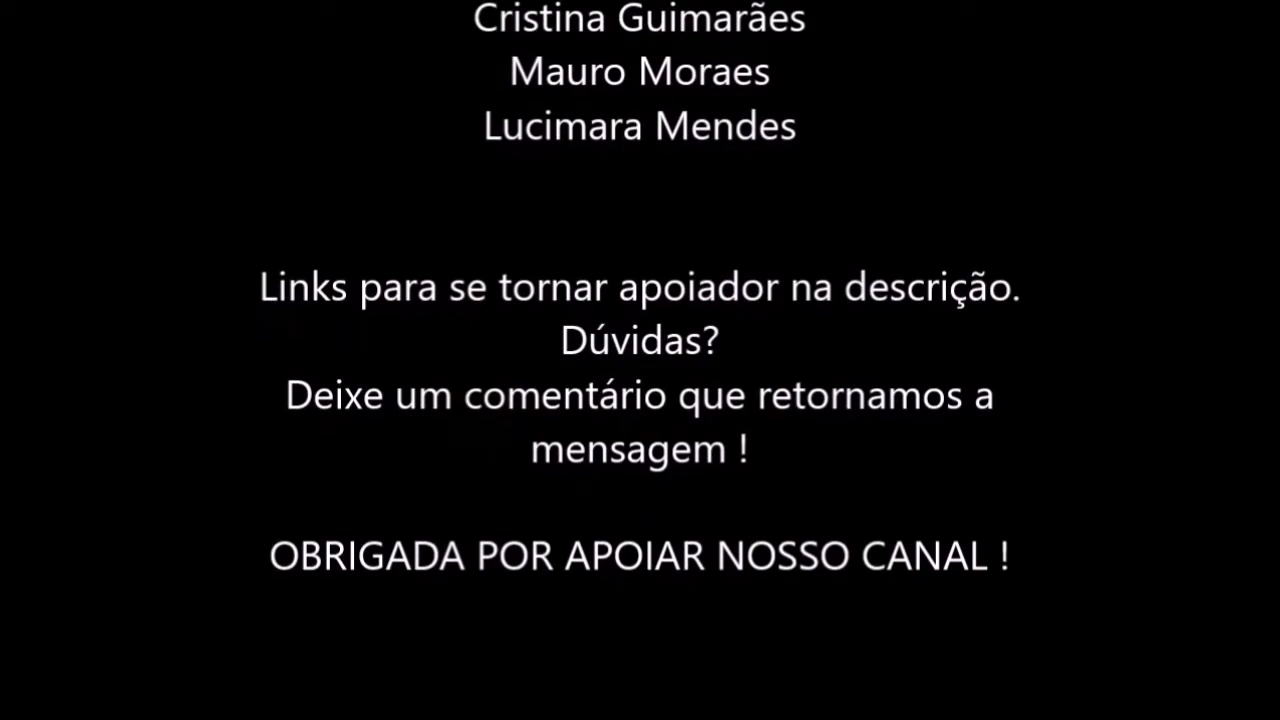 Cristina Guimarães
Mauro Moraes
Lucimara Mendes
Links para se tornar apoiador na descrição.
Dúvidas?
Deixe um comentário que retornamos a
mensagem !
OBRIGADA POR APOIAR NOSSO CANAL !